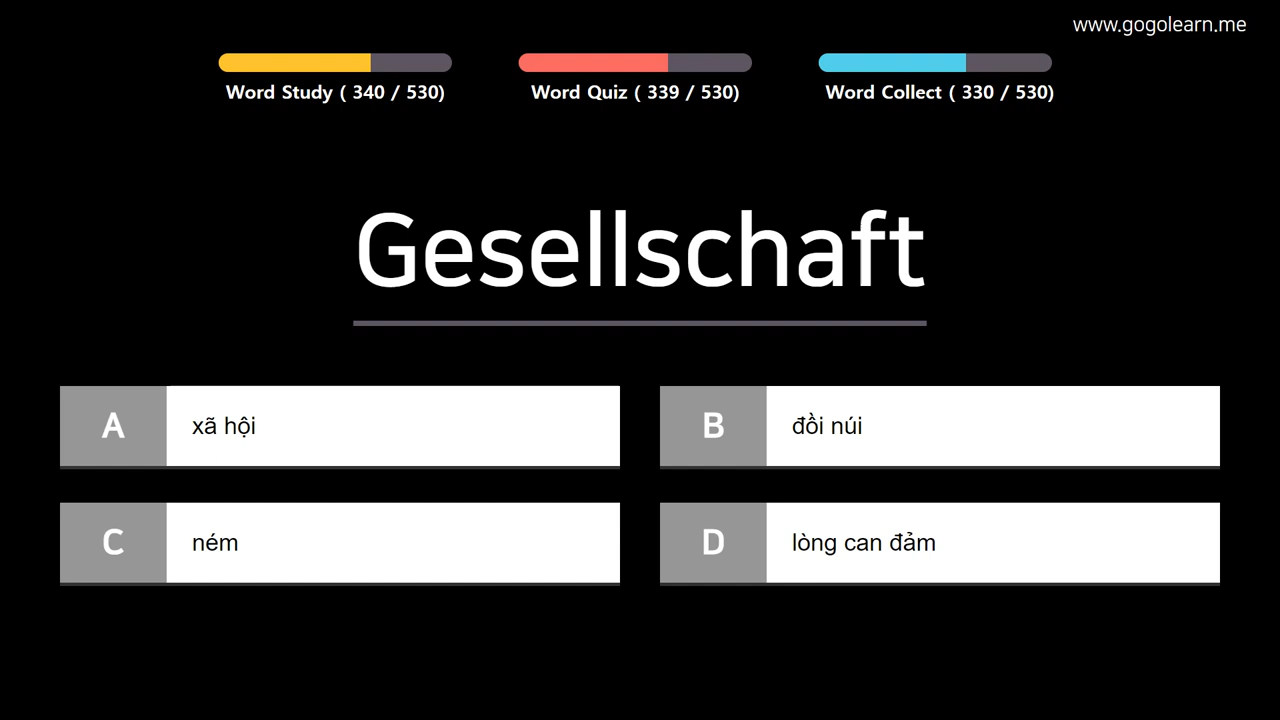 www.gogolearn.me
Word Study ( 340 / 530)
Word Quiz ( 339 / 530)
Word Collect ( 330 / 530)
Gesellschaft
A xã hội
B đồi núi
C ném
D lòng can đảm